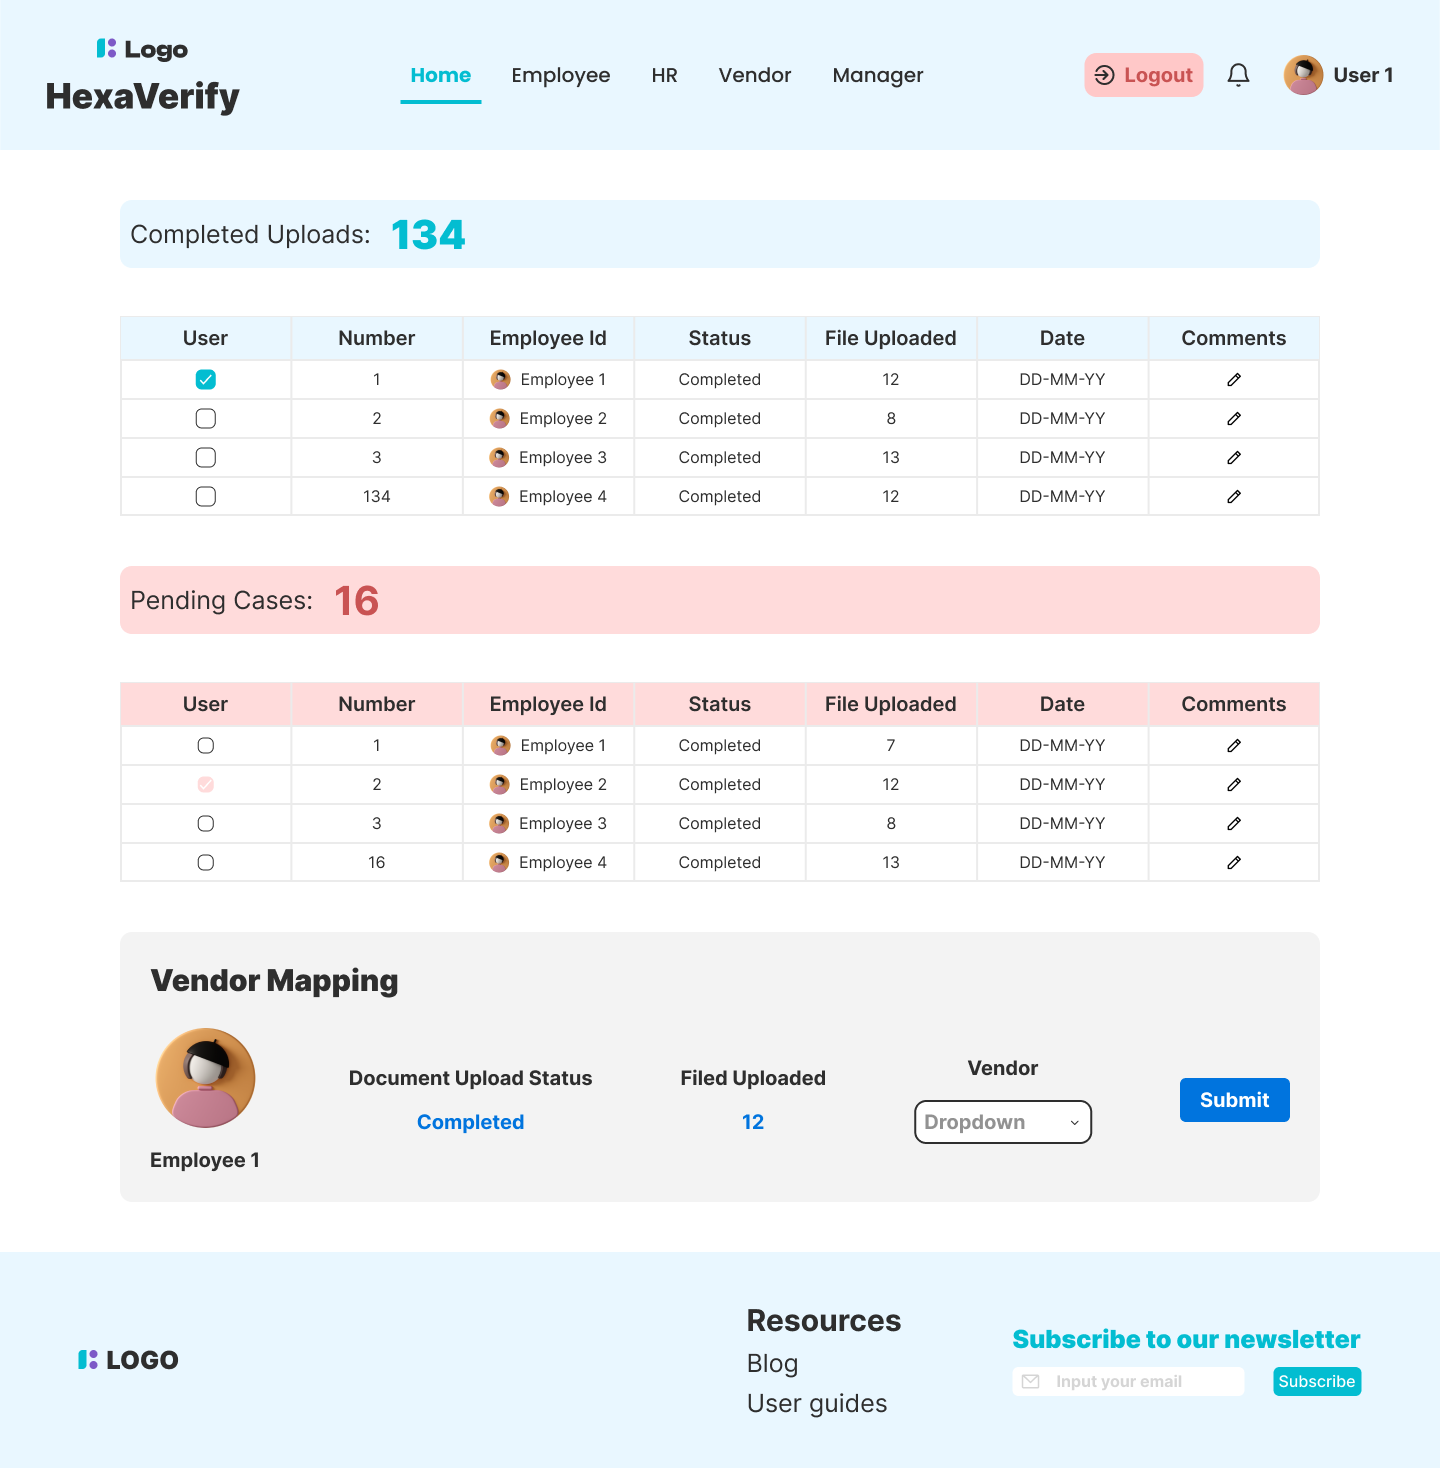 Logo
HexaVerify
Home Employee HR Vendor Manager
Logout
User 1
Completed Uploads: 134
User Number Employee Id Status File Uploaded Date Comments
1 Employee 1 Completed 12 DD-MM-YY
2 Employee 2 Completed 8 DD-MM-YY
3 Employee 3 Completed 13 DD-MM-YY
134 Employee 4 Completed 12 DD-MM-YY
Pending Cases: 16
User Number Employee Id Status File Uploaded Date Comments
1 Employee 1 Completed 7 DD-MM-YY
2 Employee 2 Completed 12 DD-MM-YY
3 Employee 3 Completed 8 DD-MM-YY
16 Employee 4 Completed 13 DD-MM-YY
Vendor Mapping
Employee 1
Document Upload Status
Completed
Filed Uploaded
12
Vendor
Dropdown
Submit
LOGO
Resources
Blog
User guides
Subscribe to our newsletter
Input your email
Subscribe